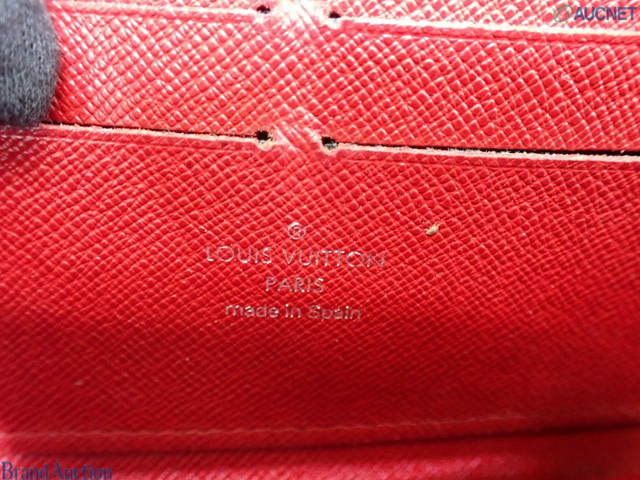 AUCNET
®
LOUIS VUITTON
PARIS
made in Spain
Brand Auction